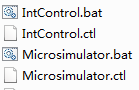 IntControl.bat
IntControl.ctl
Microsimulator.bat
Microsimulator.ctl